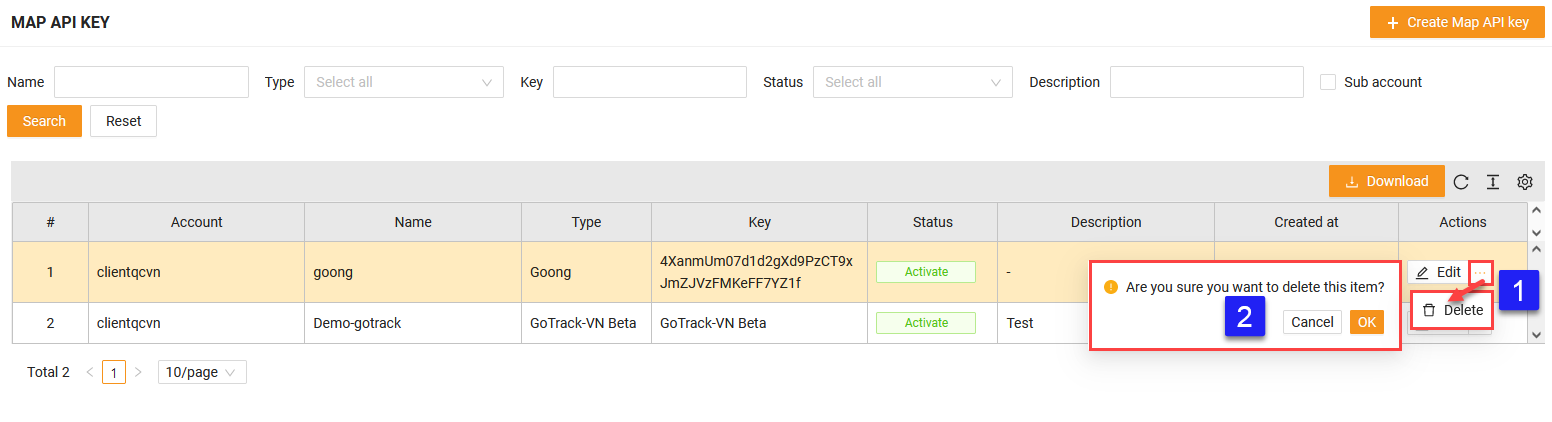 MAP API KEY
+ Create Map API key
Name
Type Select all
Key
Status Select all
Description
Sub account
Search Reset
Download
# Account Name Type Key Status Description Created at Actions
1 clientqcvn goong Goong 4XanmUm07d1d2gXd9PzCT9x Activate - Edit ...
JmZJVzFMKeFF7YZ1f
Are you sure you want to delete this item?
Cancel OK
2
1
Delete
2 clientqcvn Demo-gotrack GoTrack-VN Beta GoTrack-VN Beta Activate Test
Total 2 < 1 > 10/page